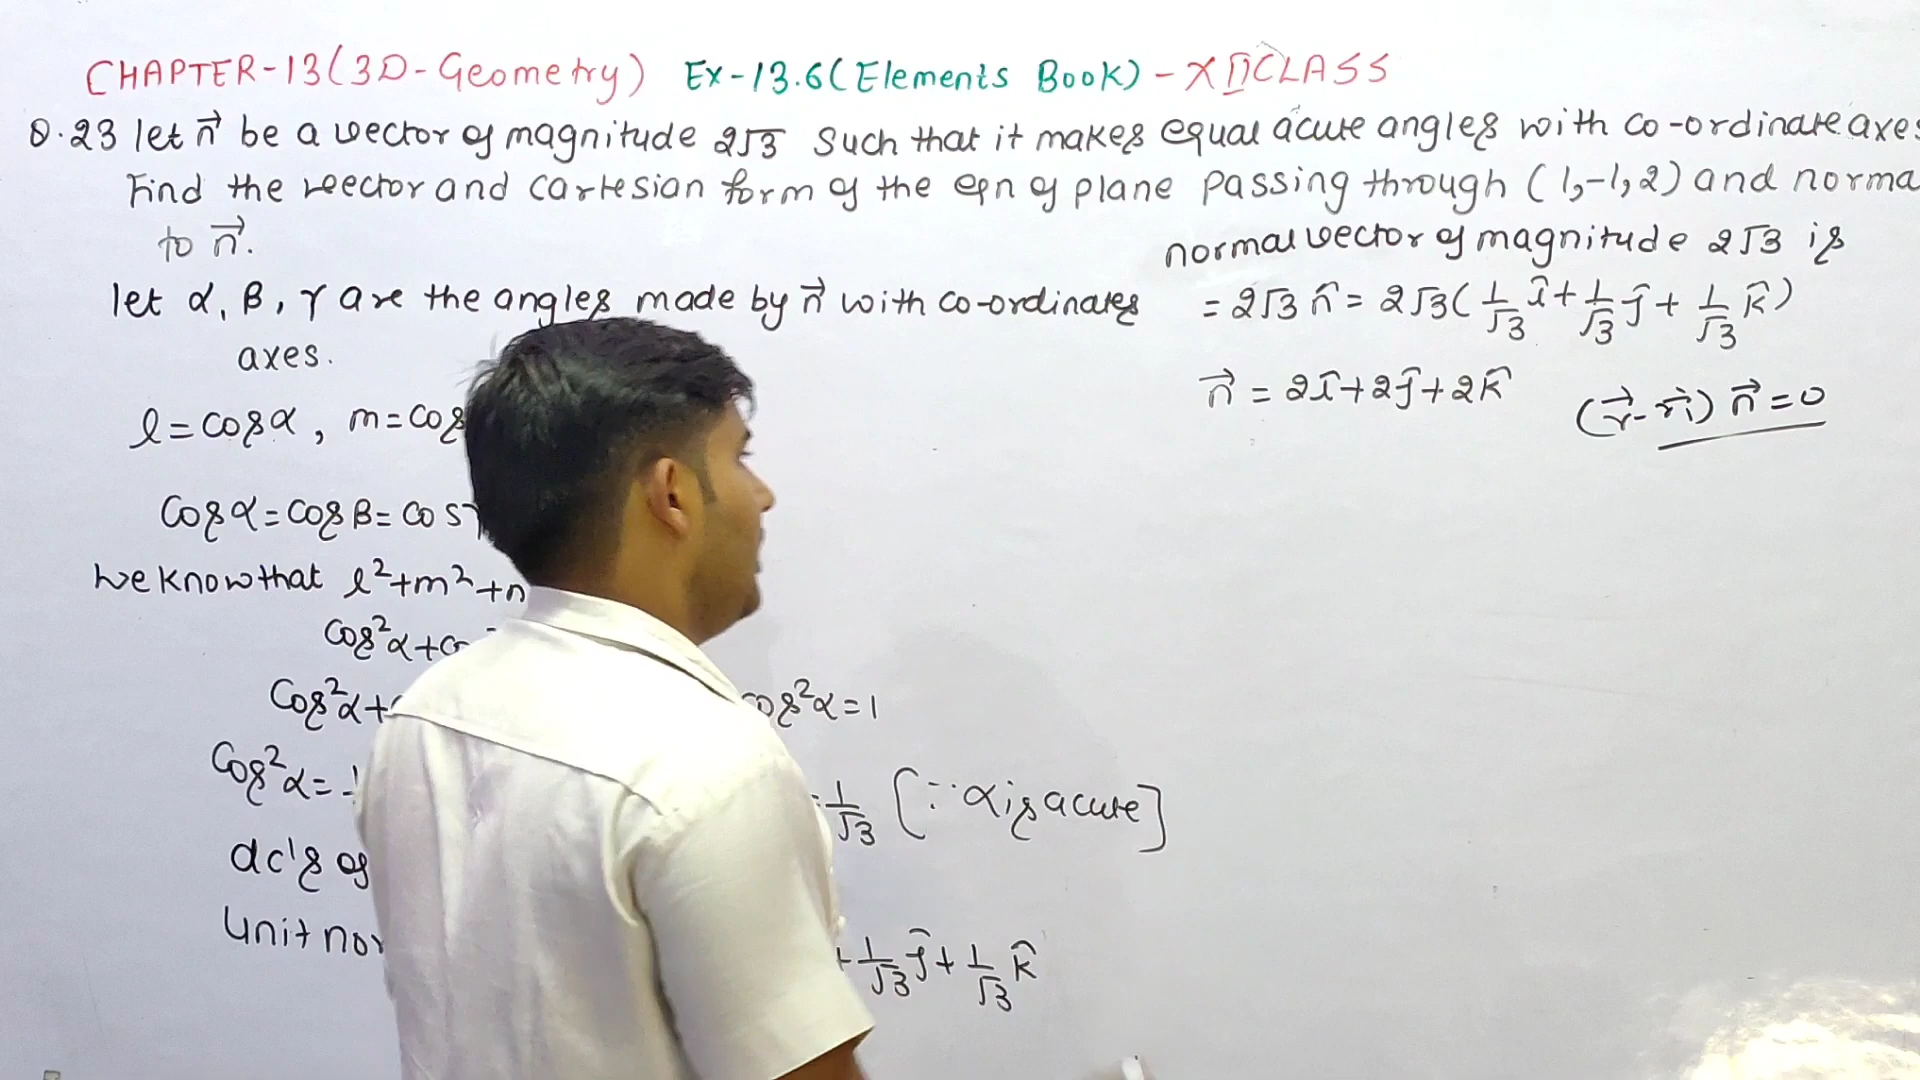 CHAPTER-13(3D-Geometry) Ex-13.6(Elements Book)-XIICLASS
Q.23 let n⃗ be a vector of magnitude 2√3 Such that it makes equal acute angles with co-ordinate axes
Find the vector and cartesian form of the eqn of plane passing through (1,-1,2) and norma
to n⃗.
let α, β, γ are the angles made by n⃗ with co-ordinates
axes.
l=cosα, m=cos
cosα=cosβ=cosγ
We know that l²+m²+n
cos²α+co
cos²α+ cos²α=1
cos²α= 1/√3 [∵ α is acute]
dc's of
Unit nor +1/√3 ĵ+1/√3 k̂
normal vector of magnitude 2√3 is
= 2√3 n̂ = 2√3(1/√3 î+1/√3 ĵ+1/√3 k̂)
n⃗ = 2î+2ĵ+2k̂ (r⃗-r⃗₁) n⃗=0